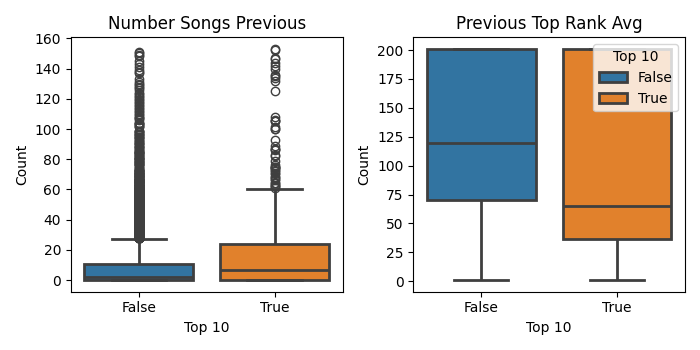 Number Songs Previous
Count
160
140
120
100
80
60
40
20
0
False
True
Top 10
Previous Top Rank Avg
Count
200
175
150
125
100
75
50
25
0
False
True
Top 10
Top 10
False
True